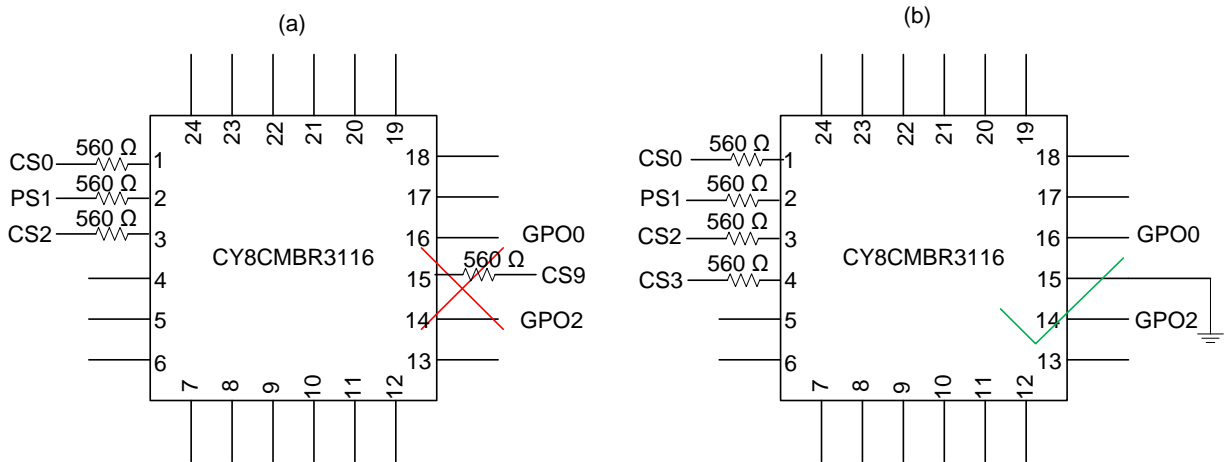 (a)
24
23
22
21
20
19
560 Ω
CS0
1
560 Ω
PS1
2
560 Ω
CS2
3
4
5
6
CY8CMBR3116
18
17
16
GPO0
560 Ω
15
CS9
14
GPO2
13
7
8
9
10
11
12
(b)
24
23
22
21
20
19
560 Ω
CS0
1
560 Ω
PS1
2
560 Ω
CS2
3
560 Ω
CS3
4
5
6
CY8CMBR3116
18
17
16
GPO0
15
14
GPO2
13
7
8
9
10
11
12